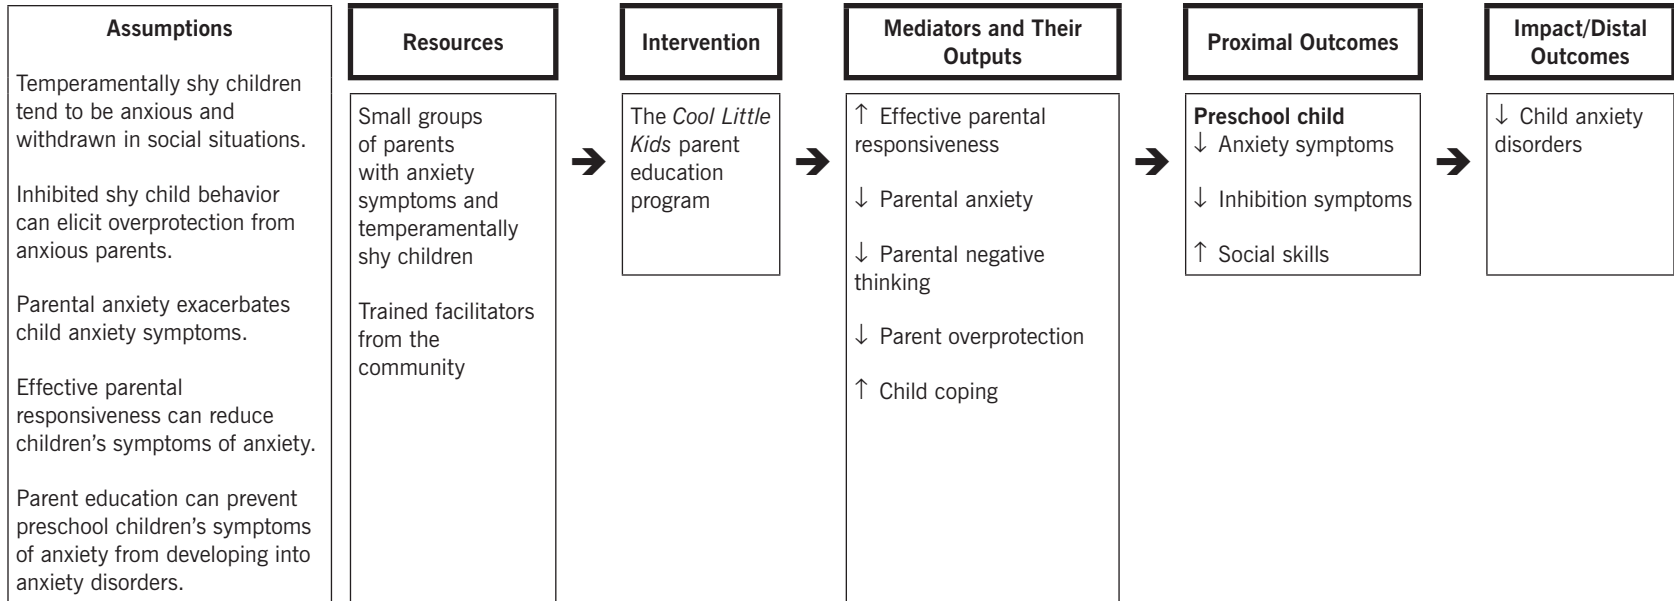 Assumptions
Temperamentally shy children
tend to be anxious and
withdrawn in social situations.
Inhibited shy child behavior
can elicit overprotection from
anxious parents.
Parental anxiety exacerbates
child anxiety symptoms.
Effective parental
responsiveness can reduce
children’s symptoms of anxiety.
Parent education can prevent
preschool children’s symptoms
of anxiety from developing into
anxiety disorders.
Resources
Small groups
of parents
with anxiety
symptoms and
temperamentally
shy children
Trained facilitators
from the
community
Intervention
The Cool Little
Kids parent
education
program
Mediators and Their
Outputs
↑ Effective parental
responsiveness
↓ Parental anxiety
↓ Parental negative
thinking
↓ Parent overprotection
↑ Child coping
Proximal Outcomes
Preschool child
↓ Anxiety symptoms
↓ Inhibition symptoms
↑ Social skills
Impact/Distal
Outcomes
↓ Child anxiety
disorders